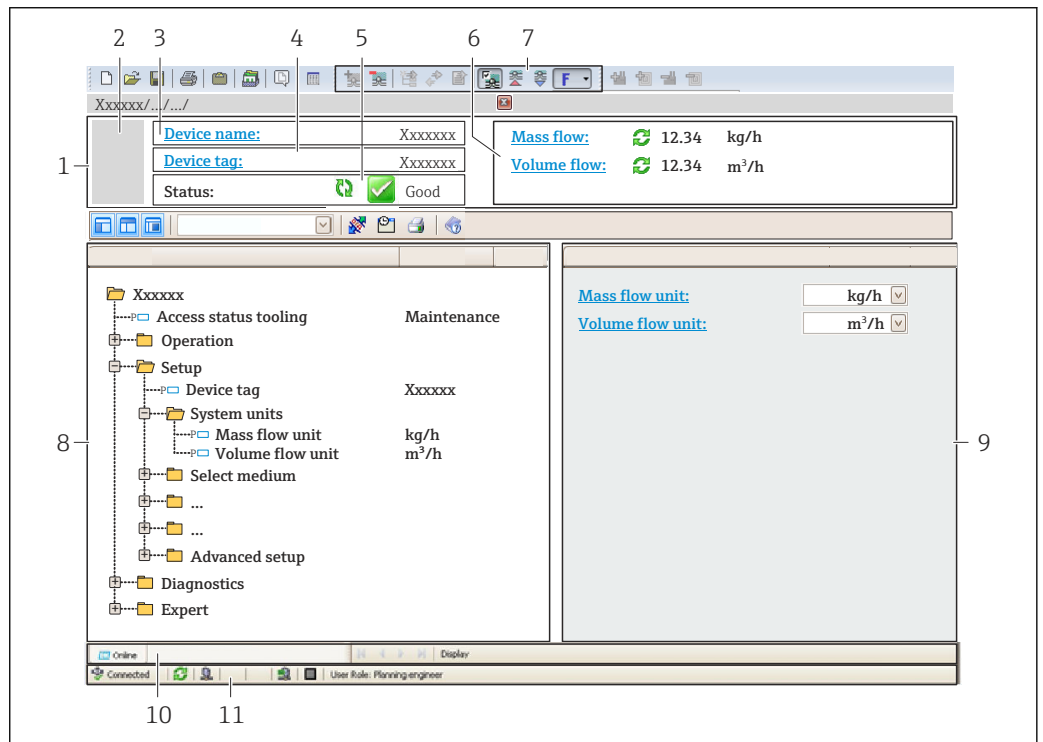 2 3 4 5 6 7
F
Xxxxxx/.../.../
1
Device name: Xxxxxxx
Device tag: Xxxxxxx
Status: Good
Mass flow: 12.34 kg/h
Volume flow: 12.34 m³/h
Xxxxxx
P Access status tooling Maintenance
Operation
Setup
P Device tag Xxxxxx
System units
P Mass flow unit kg/h
P Volume flow unit m³/h
Select medium
...
...
Advanced setup
Diagnostics
Expert
8
Mass flow unit: kg/h
Volume flow unit: m³/h
9
Online Display
Connected User Role: Planning engineer
10 11